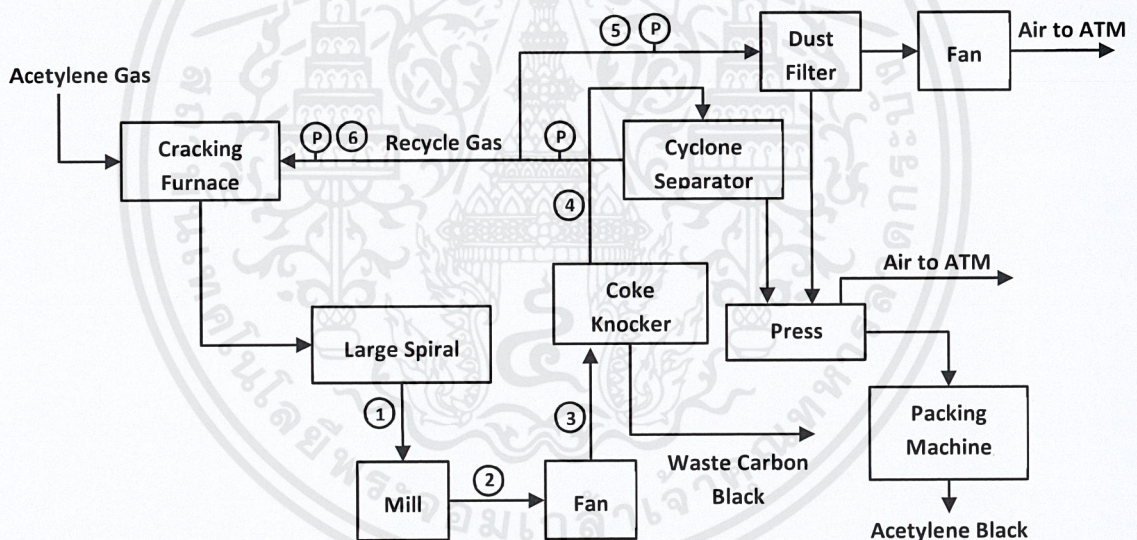 5
P
Dust
Filter
Fan
Air to ATM
Acetylene Gas
Cracking
Furnace
P
6
Recycle Gas
P
Cyclone
Separator
4
Air to ATM
Coke
Knocker
Press
Large Spiral
1
3
Packing
Machine
Mill
2
Fan
Waste Carbon
Black
Acetylene Black